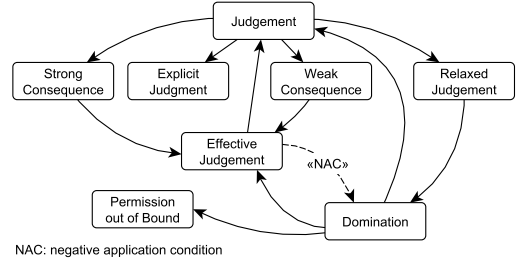 Judgement
Strong
Consequence
Explicit
Judgment
Weak
Consequence
Relaxed
Judgement
Effective
Judgement
«NAC»
Permission
out of Bound
Domination
NAC: negative application condition